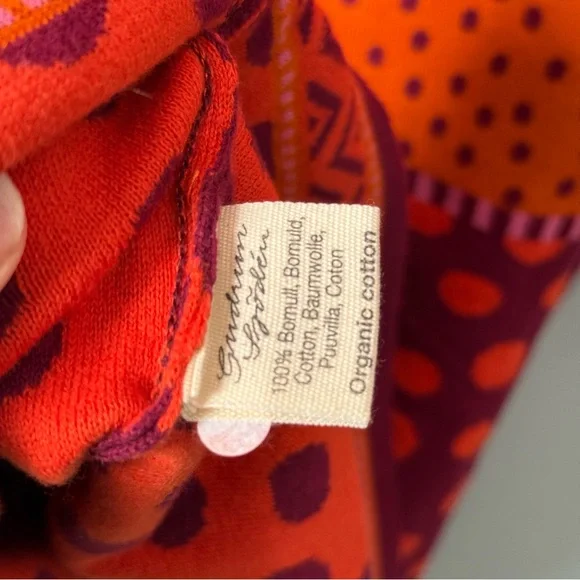 Gudrun
Sjödén
100% Bomull, Bomuld,
Cotton, Baumwolle,
Puuvilla, Coton
Organic cotton